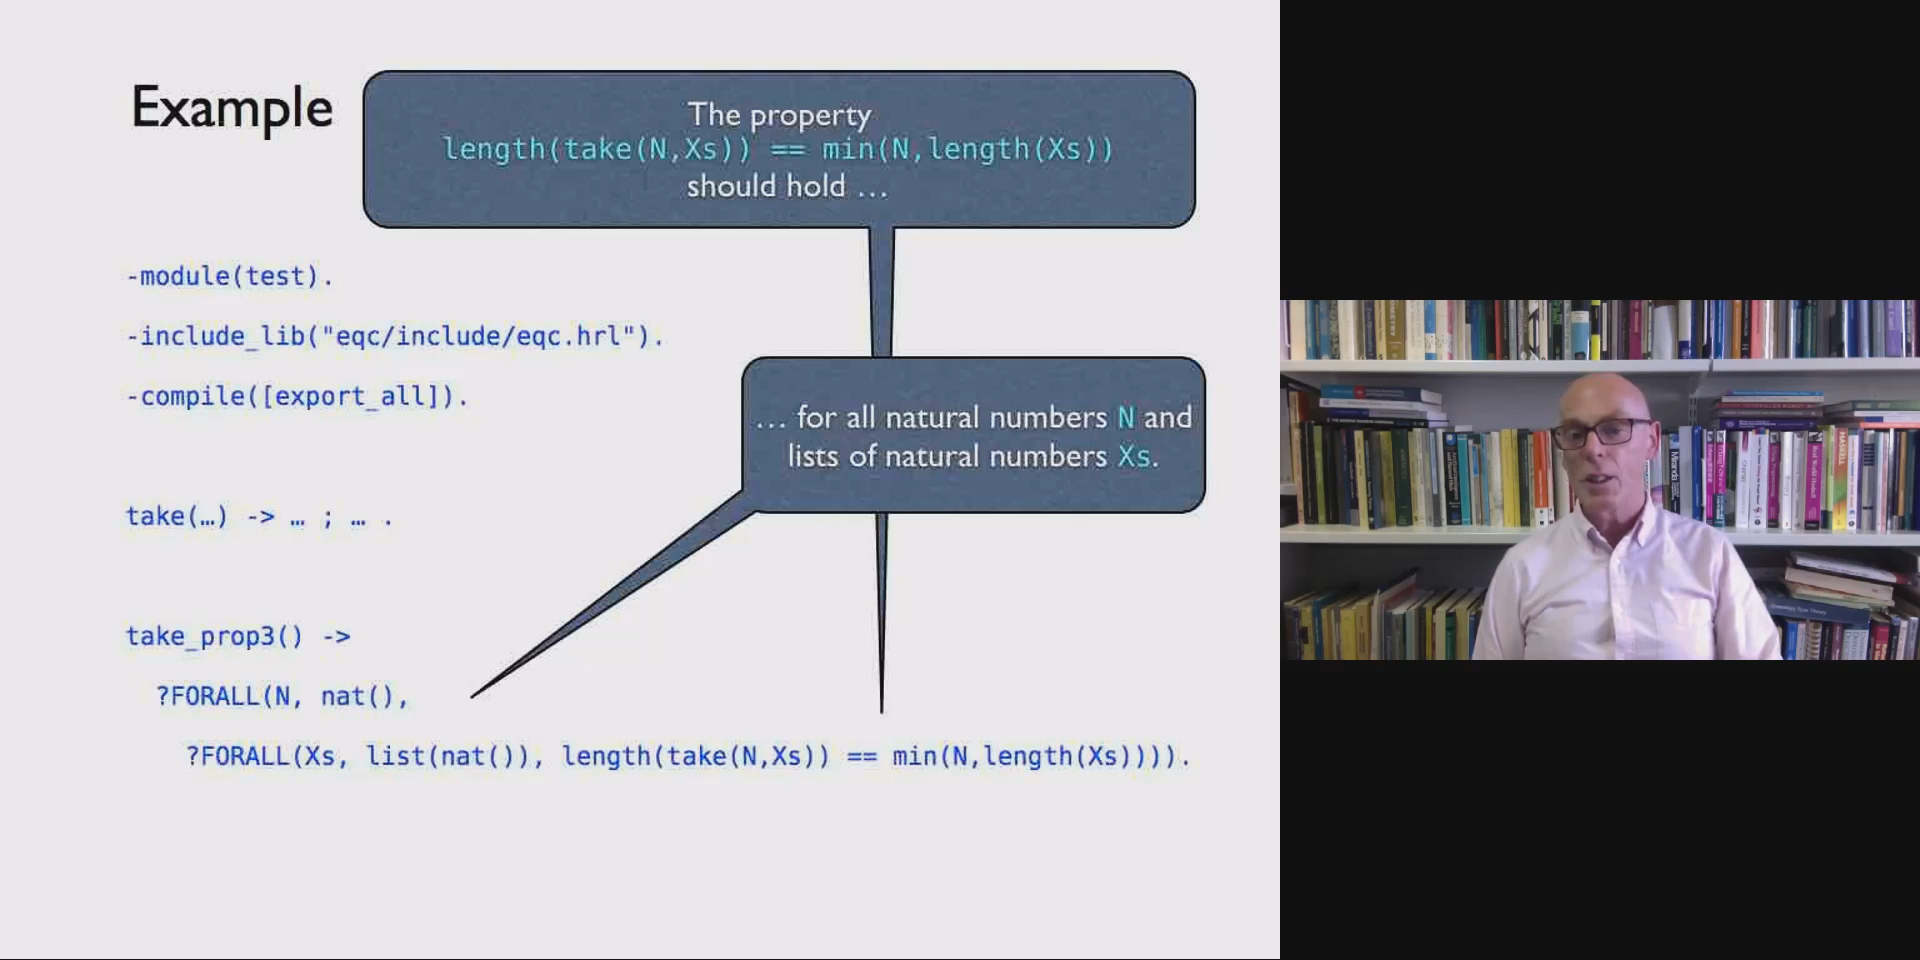 Example
The property
length(take(N,Xs)) == min(N,length(Xs))
should hold …
-module(test).
-include_lib("eqc/include/eqc.hrl").
-compile([export_all]).
… for all natural numbers N and
lists of natural numbers Xs.
take(…) -> … ; … .
take_prop3() ->
?FORALL(N, nat(),
?FORALL(Xs, list(nat()), length(take(N,Xs)) == min(N,length(Xs)))).
HASKELL
Miranda